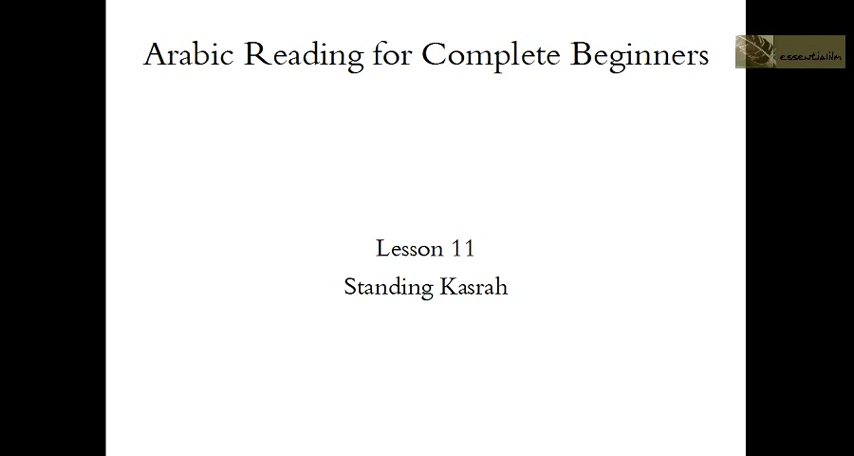 Arabic Reading for Complete Beginners
essentialilm
Lesson 11
Standing Kasrah